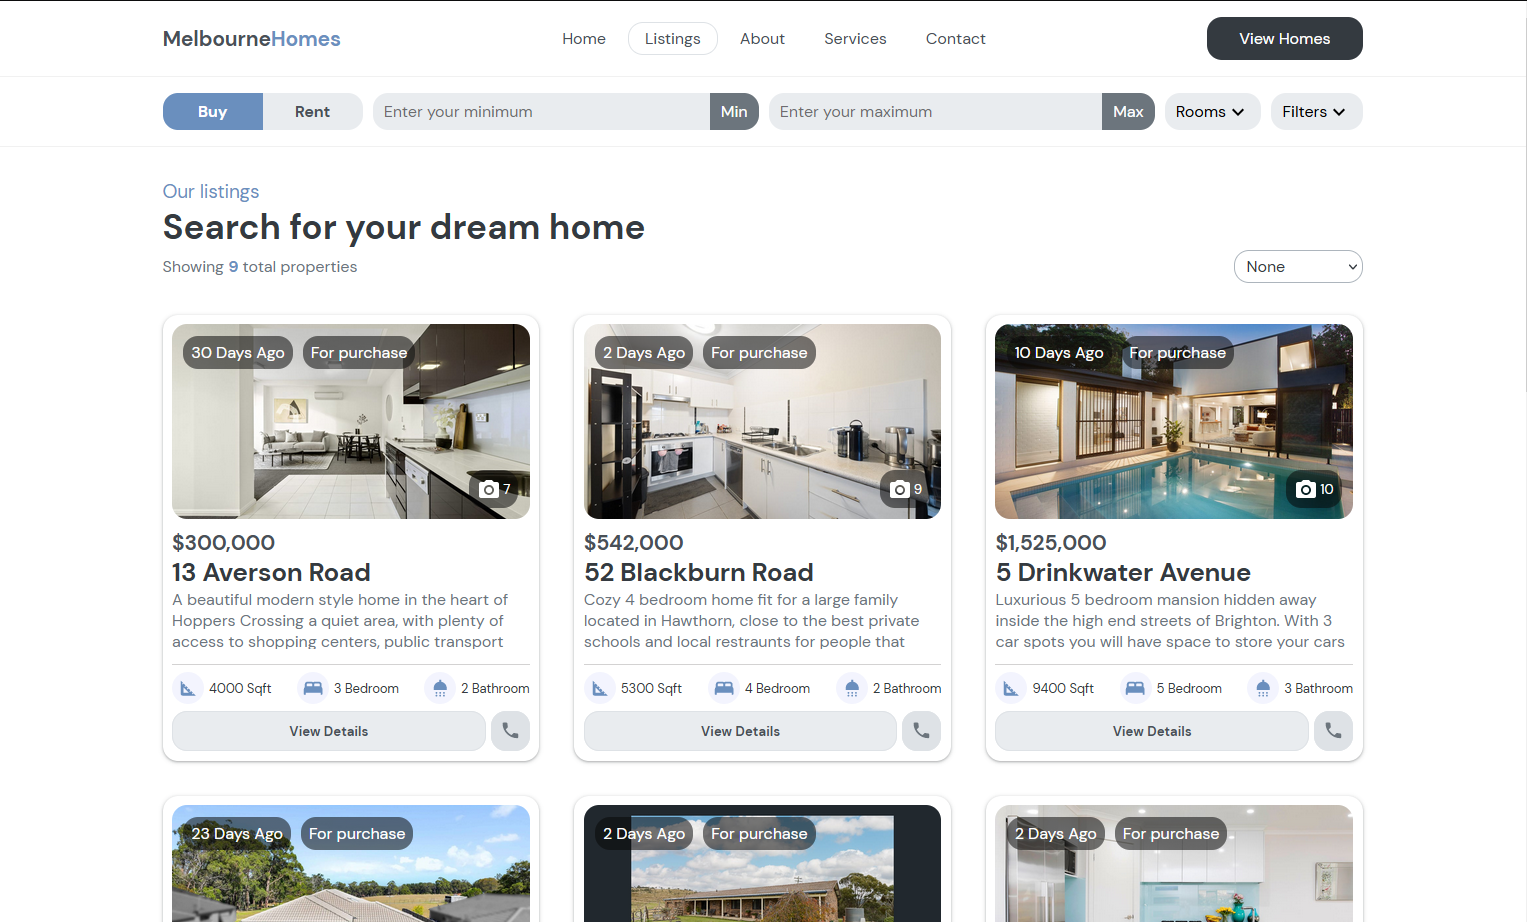 MelbourneHomes
Home
Listings
About
Services
Contact
View Homes
Buy
Rent
Enter your minimum
Min
Enter your maximum
Max
Rooms
Filters
Our listings
Search for your dream home
Showing 9 total properties
None
30 Days Ago
For purchase
7
$300,000
13 Averson Road
A beautiful modern style home in the heart of
Hoppers Crossing a quiet area, with plenty of
access to shopping centers, public transport
4000 Sqft
3 Bedroom
2 Bathroom
View Details
2 Days Ago
For purchase
9
$542,000
52 Blackburn Road
Cozy 4 bedroom home fit for a large family
located in Hawthorn, close to the best private
schools and local restraunts for people that
5300 Sqft
4 Bedroom
2 Bathroom
View Details
10 Days Ago
For purchase
10
$1,525,000
5 Drinkwater Avenue
Luxurious 5 bedroom mansion hidden away
inside the high end streets of Brighton. With 3
car spots you will have space to store your cars
9400 Sqft
5 Bedroom
3 Bathroom
View Details
23 Days Ago
For purchase
2 Days Ago
For purchase
2 Days Ago
For purchase